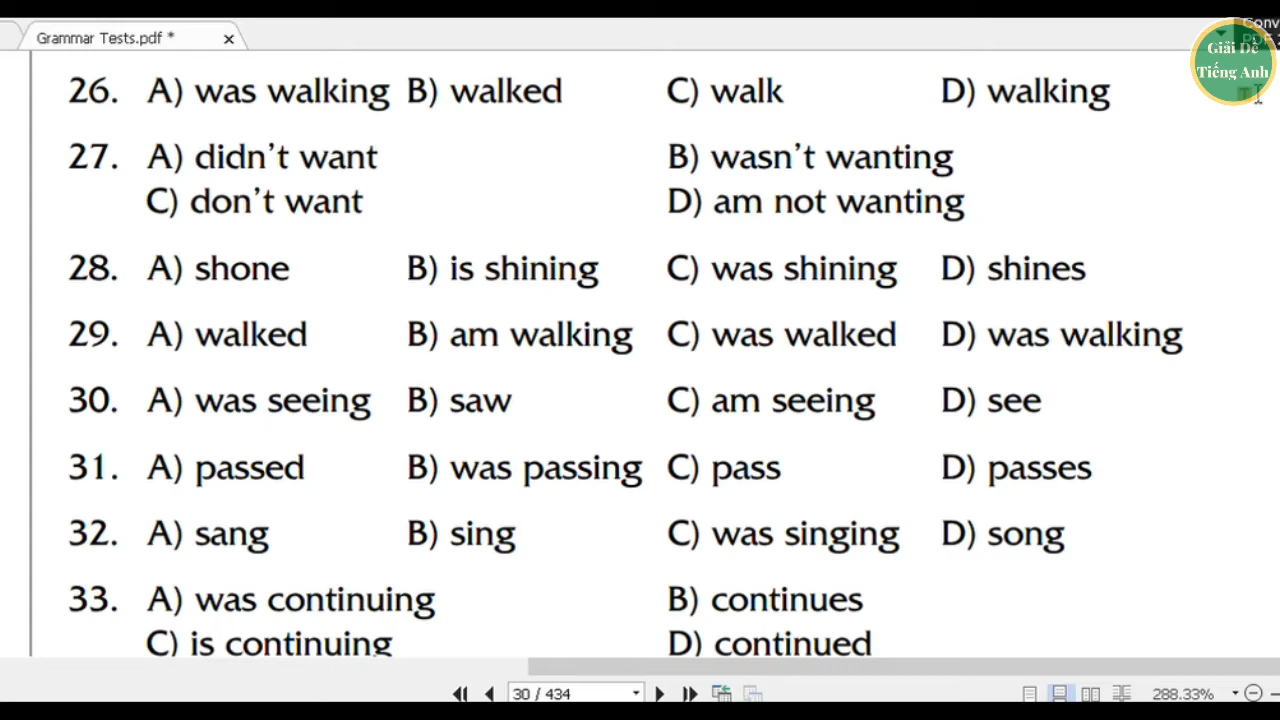 Grammar Tests.pdf *
Conv
Giải Đề
Tiếng Anh
26. A) was walking B) walked C) walk D) walking
27. A) didn't want B) wasn't wanting
C) don't want D) am not wanting
28. A) shone B) is shining C) was shining D) shines
29. A) walked B) am walking C) was walked D) was walking
30. A) was seeing B) saw C) am seeing D) see
31. A) passed B) was passing C) pass D) passes
32. A) sang B) sing C) was singing D) song
33. A) was continuing B) continues
C) is continuing D) continued
30 / 434 288.33%